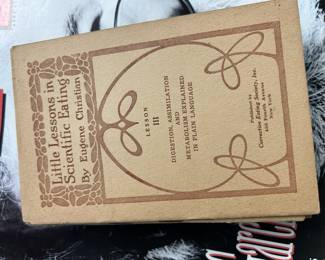 Little Lessons in
Scientific Eating
By Eugene Christian
LESSON
III
DIGESTION, ASSIMILATION
AND
METABOLISM EXPLAINED
IN PLAIN LANGUAGE
Published by
Corrective Eating Society, Inc.
New York